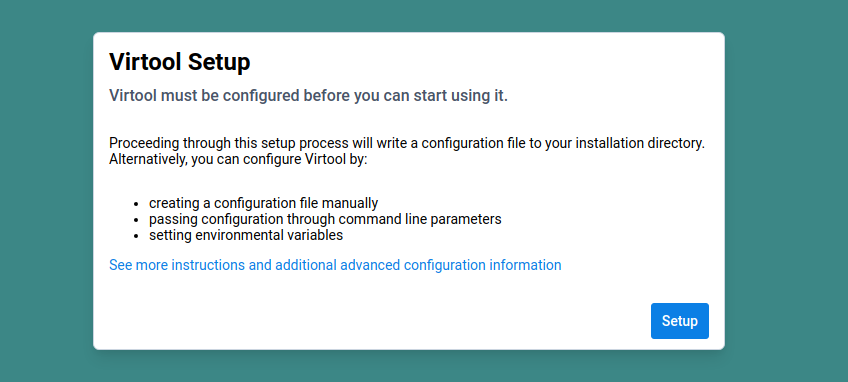 Virtool Setup
Virtool must be configured before you can start using it.
Proceeding through this setup process will write a configuration file to your installation directory.
Alternatively, you can configure Virtool by:
• creating a configuration file manually
• passing configuration through command line parameters
• setting environmental variables
See more instructions and additional advanced configuration information
Setup